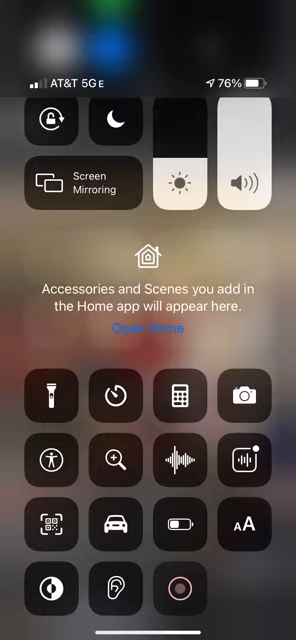 AT&T 5GE
76%
Screen
Mirroring
Accessories and Scenes you add in
the Home app will appear here.
Open Home
AA